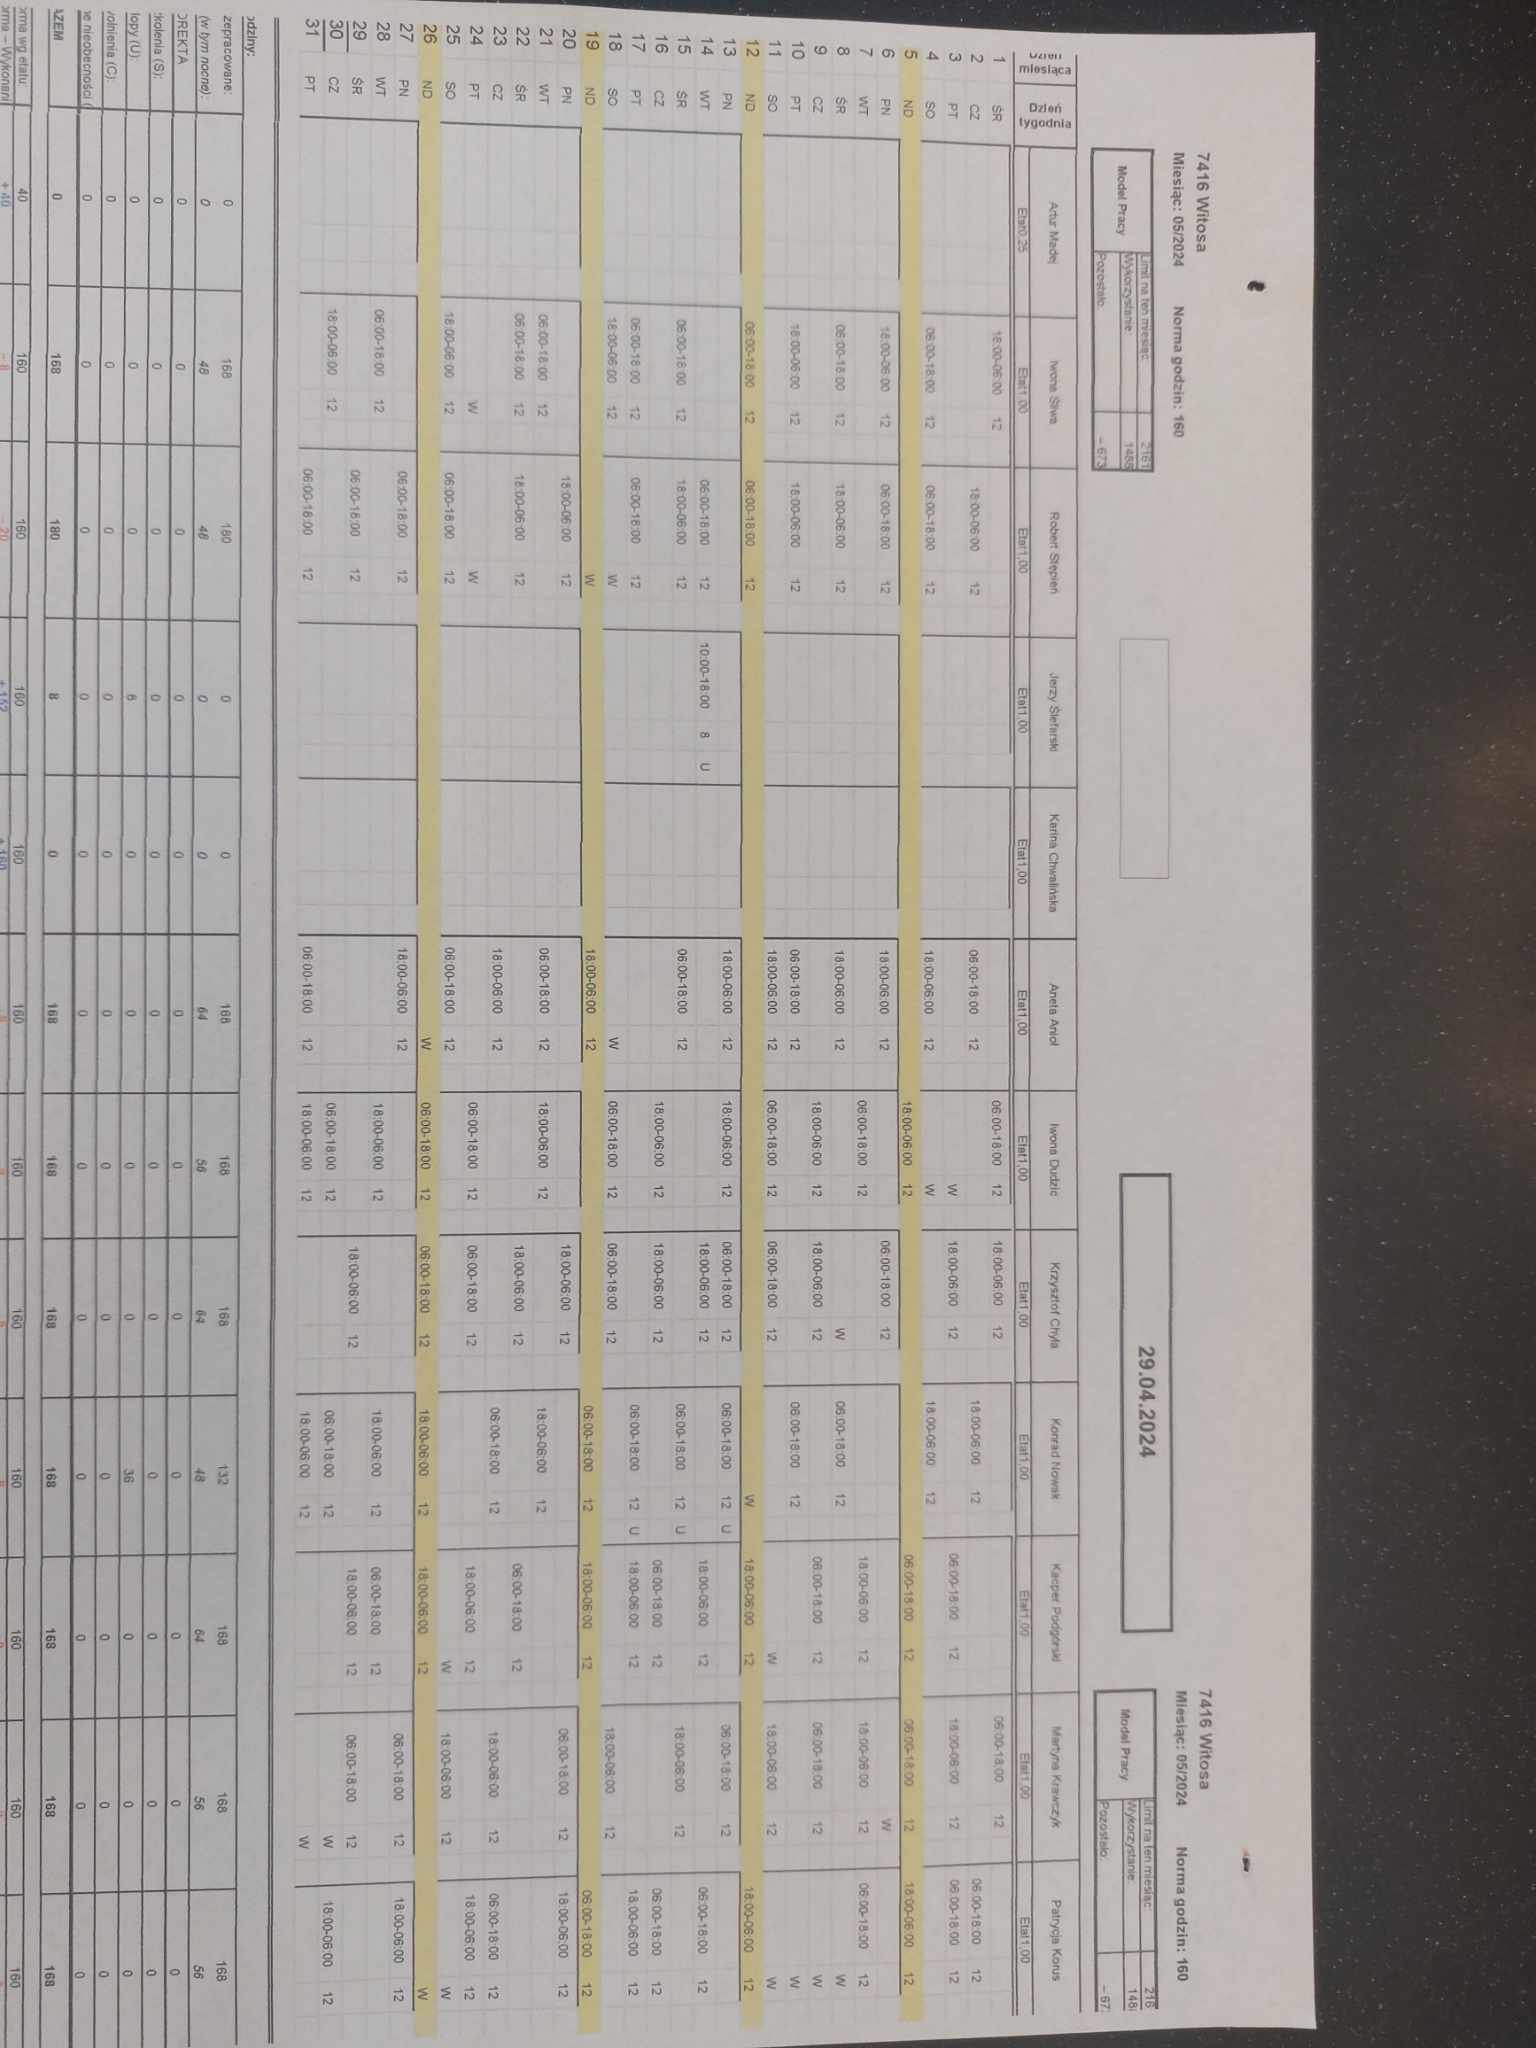 7416 Witosa 7416 Witosa
Miesiąc: 05/2024 Norma godzin: 160 Miesiąc: 05/2024 Norma godzin: 160
29.04.2024
Model Pracy Limit na ten miesiąc: 2161 Model Pracy Limit na ten miesiąc: 216
Wykorzystanie: 1488 Wykorzystanie: 148
Pozostało: – 673 Pozostało: – 67
miesiąca Dzień tygodnia Artur Madej Iwona Śliwa Robert Stępień Jerzy Ślefarski Karina Chwalińska Aneta Anioł Iwona Dudzic Krzysztof Chyla Konrad Nowak Kacper Podgórski Martyna Krawczyk Patrycja Korus
Etat0,25 Etat1,00 Etat1,00 Etat1,00 Etat1,00 Etat1,00 Etat1,00 Etat1,00 Etat1,00 Etat1,00 Etat1,00 Etat1,00
1 ŚR 18:00-06:00 12 06:00-18:00 12 18:00-06:00 12 06:00-18:00 12
2 CZ 18:00-06:00 12 06:00-18:00 12 18:00-06:00 12 06:00-18:00 12
3 PT W 18:00-06:00 12 06:00-18:00 12 18:00-06:00 12 06:00-18:00 12
4 SO 06:00-18:00 12 06:00-18:00 12 18:00-06:00 12 W 18:00-06:00 12
5 ND 18:00-06:00 12 06:00-18:00 12 06:00-18:00 12 18:00-06:00 12
6 PN 18:00-06:00 12 06:00-18:00 12 18:00-06:00 12 06:00-18:00 12 W
7 WT 06:00-18:00 12 18:00-06:00 12 18:00-06:00 12 06:00-18:00 12
8 ŚR 06:00-18:00 12 18:00-06:00 12 18:00-06:00 12 W 06:00-18:00 12 W
9 CZ 06:00-18:00 12 18:00-06:00 12 06:00-18:00 12 06:00-18:00 12 W
10 PT 18:00-06:00 12 18:00-06:00 12 06:00-18:00 12 06:00-18:00 12 W
11 SO 18:00-06:00 12 06:00-18:00 12 06:00-18:00 12 W 18:00-06:00 12 W
12 ND 06:00-18:00 12 06:00-18:00 12 W 18:00-06:00 12 18:00-06:00 12
13 PN 18:00-06:00 12 18:00-06:00 12 06:00-18:00 12 06:00-18:00 12 U 06:00-18:00 12
14 WT 06:00-18:00 12 10:00-18:00 8 U 18:00-06:00 12 18:00-06:00 12 06:00-18:00 12
15 ŚR 06:00-18:00 12 18:00-06:00 12 06:00-18:00 12 06:00-18:00 12 U 18:00-06:00 12
16 CZ 18:00-06:00 12 18:00-06:00 12 06:00-18:00 12 06:00-18:00 12
17 PT 06:00-18:00 12 06:00-18:00 12 06:00-18:00 12 U 18:00-06:00 12 18:00-06:00 12
18 SO 18:00-06:00 12 W W 06:00-18:00 12 06:00-18:00 12 18:00-06:00 12
19 ND W 18:00-06:00 12 06:00-18:00 12 18:00-06:00 12 06:00-18:00 12
20 PN 18:00-06:00 12 06:00-18:00 12 06:00-18:00 12 18:00-06:00 12
21 WT 06:00-18:00 12 06:00-18:00 12 18:00-06:00 12 18:00-06:00 12
22 ŚR 06:00-18:00 12 18:00-06:00 12 18:00-06:00 12 06:00-18:00 12
23 CZ 18:00-06:00 12 06:00-18:00 12 18:00-06:00 12 06:00-18:00 12
24 PT W W 06:00-18:00 12 06:00-18:00 12 18:00-06:00 12 18:00-06:00 12
25 SO 18:00-06:00 12 06:00-18:00 12 06:00-18:00 12 W 18:00-06:00 12 W
26 ND W 06:00-18:00 12 06:00-18:00 12 18:00-06:00 12 18:00-06:00 12 W
27 PN 06:00-18:00 12 18:00-06:00 12 06:00-18:00 12 18:00-06:00 12
28 WT 06:00-18:00 12 18:00-06:00 12 18:00-06:00 12 06:00-18:00 12
29 ŚR 06:00-18:00 12 18:00-06:00 12 18:00-06:00 12 06:00-18:00 12
30 CZ 18:00-06:00 12 06:00-18:00 12 06:00-18:00 12 W 18:00-06:00 12
31 PT 06:00-18:00 12 06:00-18:00 12 18:00-06:00 12 18:00-06:00 12 W
odziny:
zepracowane: 0 168 180 0 0 168 168 168 132 168 168 168
(w tym nocne): 0 48 48 0 0 64 56 64 48 64 56 56
OREKTA 0 0 0 0 0 0 0 0 0 0 0 0
kolenia (S): 0 0 0 0 0 0 0 0 0 0 0 0
lopy (U): 0 0 0 8 0 0 0 0 36 0 0 0
olnienia (C): 0 0 0 0 0 0 0 0 0 0 0 0
ne nieobecności ( 0 0 0 0 0 0 0 0 0 0 0 0
AZEM 0 168 180 8 0 168 168 168 168 168 168 168
orma wg etatu: 40 160 160 160 160 160 160 160 160 160 160 160
orma – Wykonani + 40 – 8 – 20 + 152 + 160